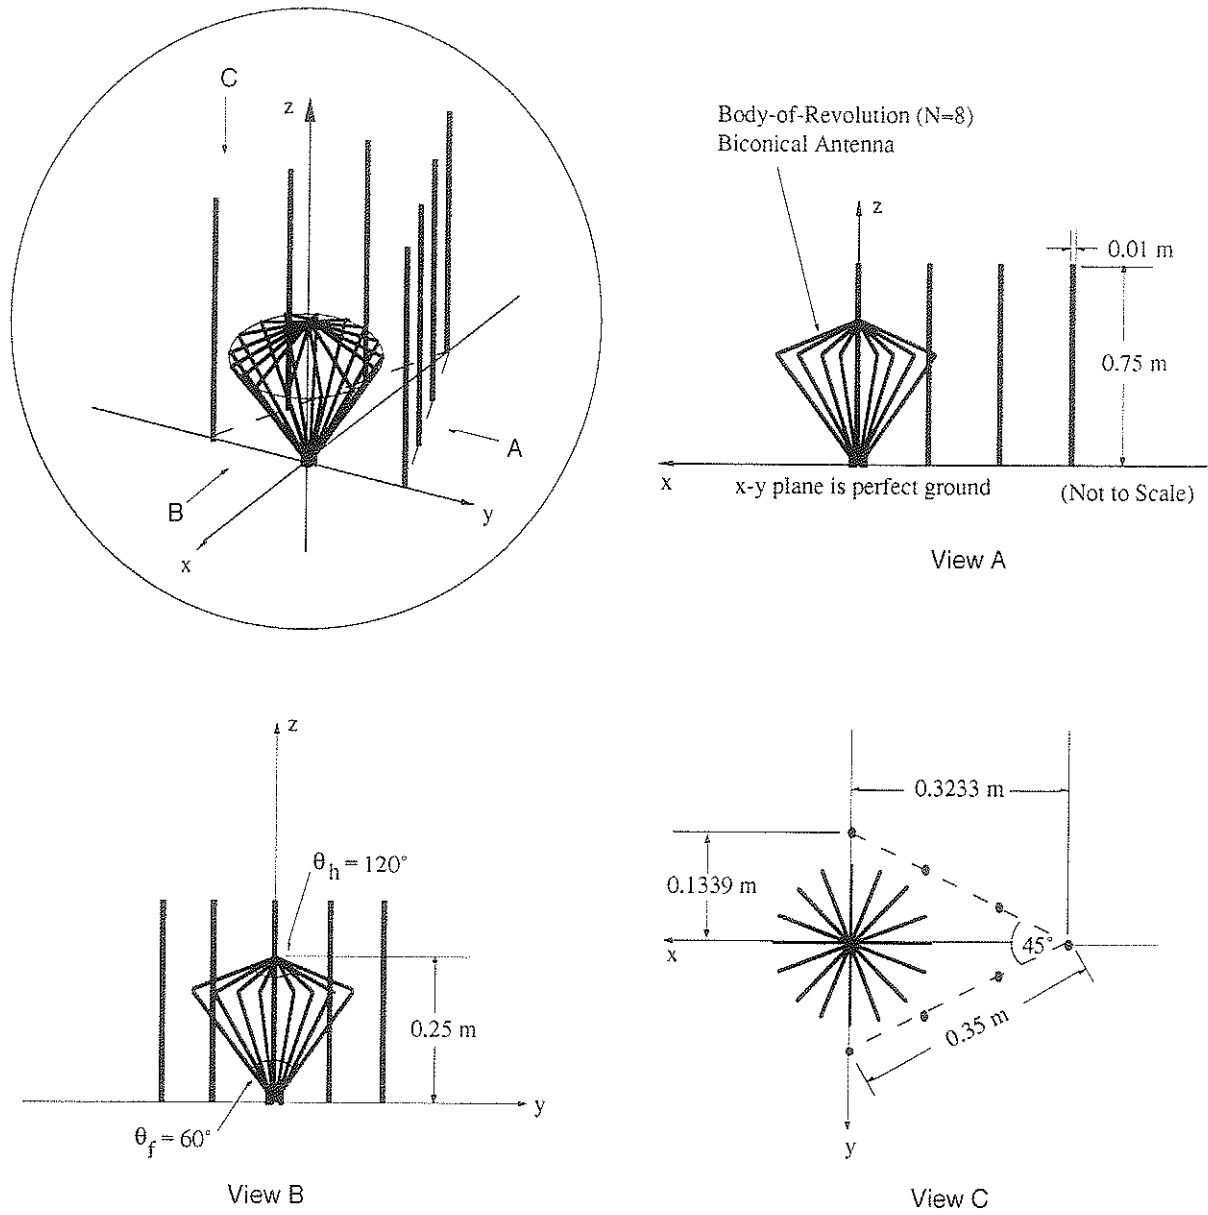 C
z
A
B
y
x
Body-of-Revolution (N=8)
Biconical Antenna
z
0.01 m
0.75 m
x
x-y plane is perfect ground
(Not to Scale)
View A
z
θh = 120°
0.25 m
y
θf = 60°
View B
0.3233 m
0.1339 m
x
45°
0.35 m
y
View C